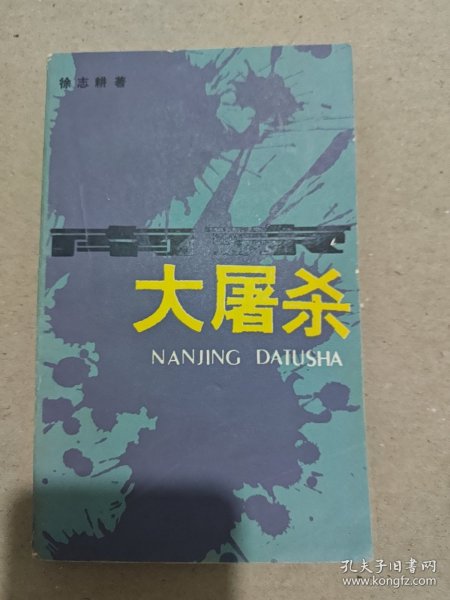 徐志耕 著
大屠杀
NANJING DATUSHA
孔夫子旧书网
www.kongfz.com